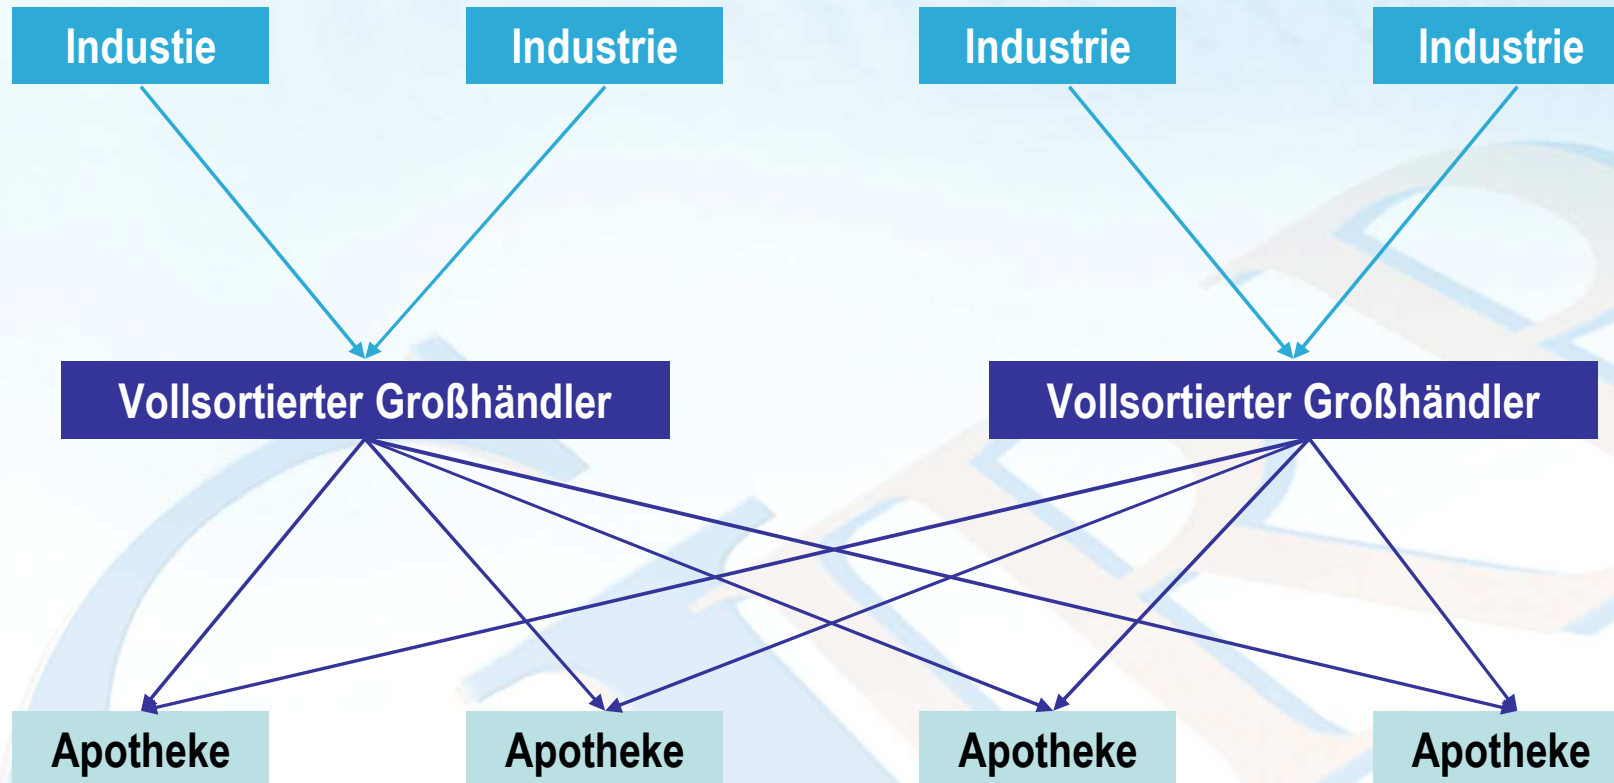 Industie
Industrie
Industrie
Industrie
Vollsortierter Großhändler
Vollsortierter Großhändler
Apotheke
Apotheke
Apotheke
Apotheke